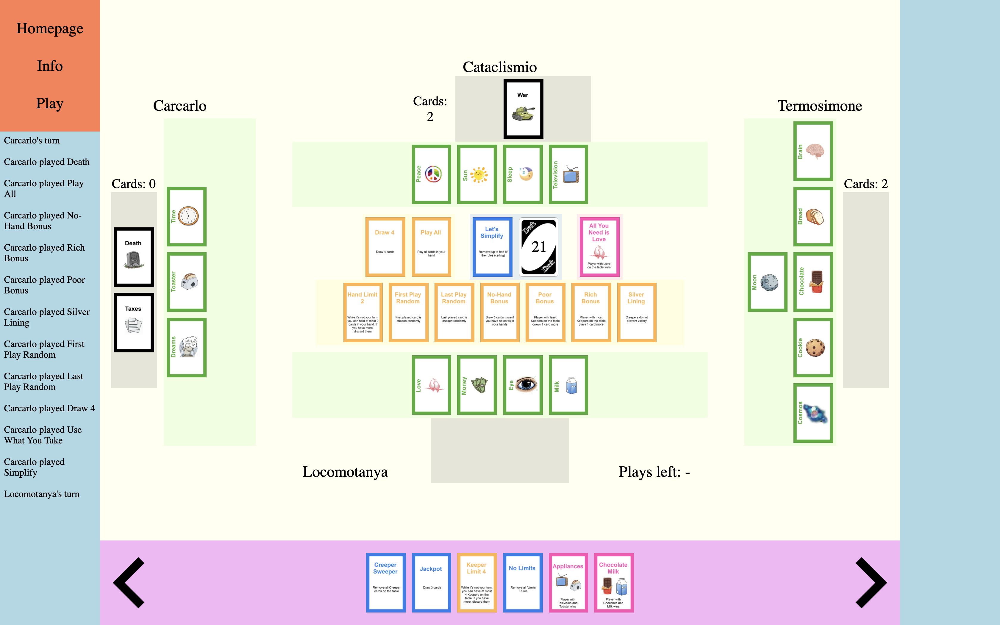 Homepage
Info
Play
Carcarlo's turn
Carcarlo played Death
Carcarlo played Play
All
Carcarlo played No-
Hand Bonus
Carcarlo played Rich
Bonus
Carcarlo played Poor
Bonus
Carcarlo played Silver
Lining
Carcarlo played First
Play Random
Carcarlo played Last
Play Random
Carcarlo played Draw 4
Carcarlo played Use
What You Take
Carcarlo played
Simplify
Locomotanya's turn
Carcarlo
Cards: 0
Death
Taxes
Time
Toaster
Dreams
Cataclismio
Cards:
2
War
Peace
Sun
Sleep
Television
Draw 4
Draw 4 cards
Play All
Play all cards in your
hand
Let's
Simplify
Remove up to half of
the rules (ceiling)
Deck
21
Deck
All You
Need is
Love
Player with Love
on the table wins
Hand Limit
2
While it's not your turn,
you can hold at most 2
cards in your hand. If
you have more,
discard them
First Play
Random
First played card is
chosen randomly
Last Play
Random
Last played card is
chosen randomly
No-Hand
Bonus
Draw 3 cards more if
you have no cards in
your hands
Poor
Bonus
Player with least
Keepers on the table
draws 1 card more
Rich
Bonus
Player with most
Keepers on the table
plays 1 card more
Silver
Lining
Creepers do not
prevent victory
Love
Money
Eye
Milk
Locomotanya
Plays left: -
Termosimone
Cards: 2
Brain
Bread
Moon
Chocolate
Cookie
Cosmos
Creeper
Sweeper
Remove all Creeper
cards on the table
Jackpot
Draw 3 cards
Keeper
Limit 4
While it's not your turn,
you can have at most
4 Keepers on the
table. If you have
more, discard them
No Limits
Remove all 'Limits'
Rules
Appliances
Player with
Television and
Toaster wins
Chocolate
Milk
Player with
Chocolate and
Milk wins